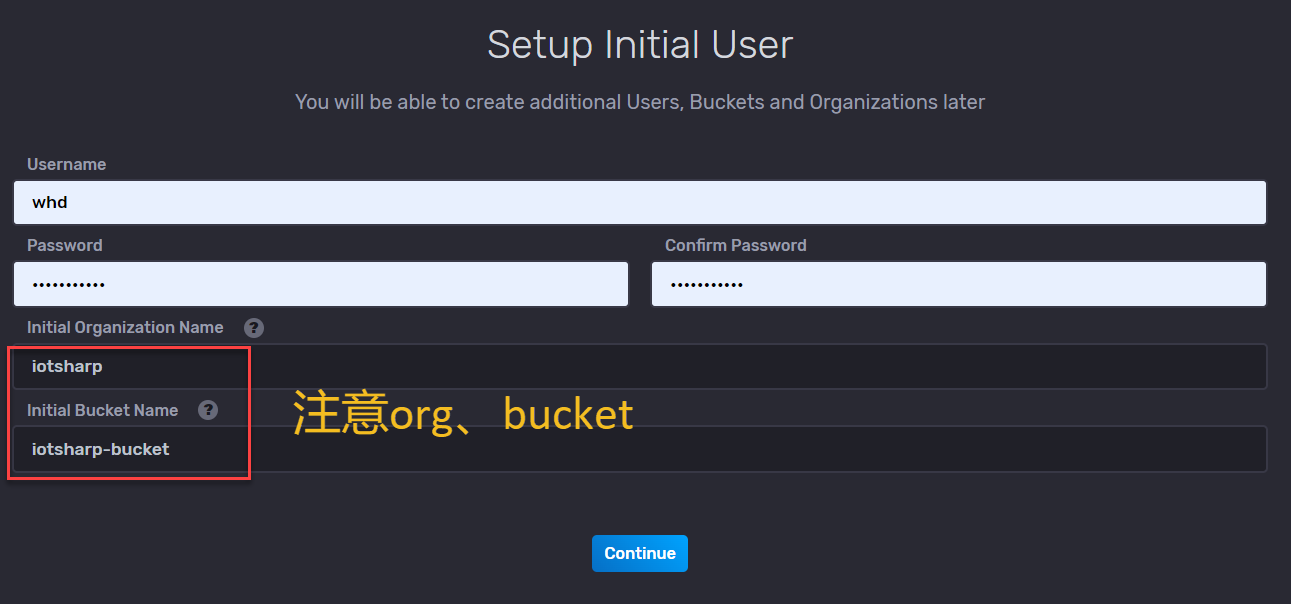 Setup Initial User
You will be able to create additional Users, Buckets and Organizations later
Username
whd
Password
Confirm Password
•••••••••••
•••••••••••
Initial Organization Name ?
iotsharp
Initial Bucket Name ?
注意org、 bucket
iotsharp-bucket
Continue